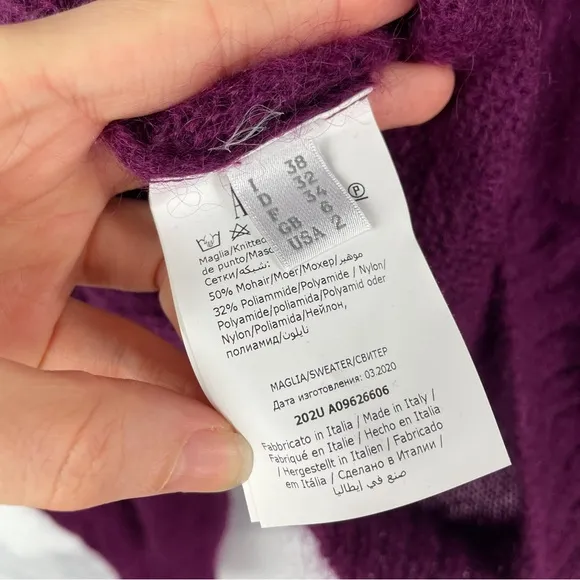 I 38
D 32
F 34
GB 6
USA 2
A
P
Maglia/Knitted
de punto/
Сетки/شبكه:
50% Mohair/Moer/Мохер/موهير
32% Poliammide/Polyamide / Nylon/
Polyamide/poliamida/Polyamid oder
Nylon/Poliamida/Нейлон,
полиамид/نايلون
MAGLIA/SWEATER/СВИТЕР
Дата изготовления: 03.2020
202U A09626606
Fabbricato in Italia / Made in Italy /
Fabriqué en Italie / Hecho en Italia
/ Hergestellt in Italien / Fabricado
em Itália / Сделано в Италии /
صنع في إيطاليا